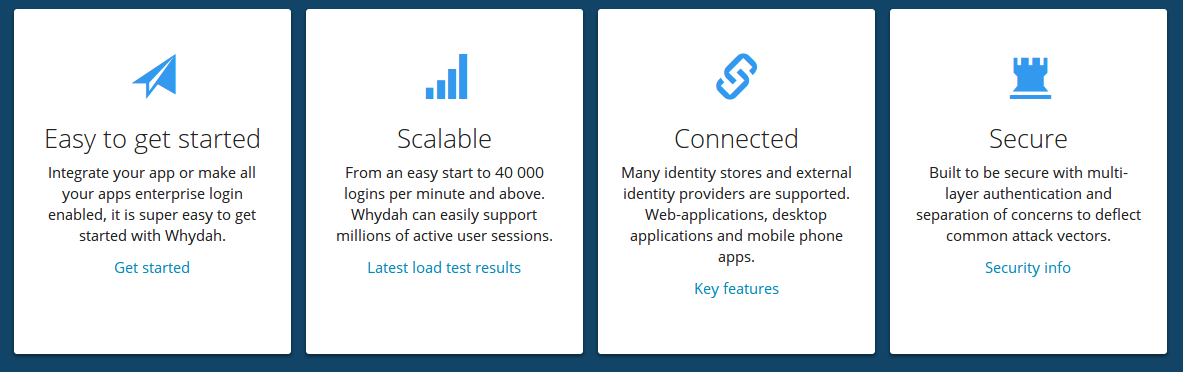 Easy to get started
Integrate your app or make all
your apps enterprise login
enabled, it is super easy to get
started with Whydah.
Get started
Scalable
From an easy start to 40 000
logins per minute and above.
Whydah can easily support
millions of active user sessions.
Latest load test results
Connected
Many identity stores and external
identity providers are supported.
Web-applications, desktop
applications and mobile phone
apps.
Key features
Secure
Built to be secure with multi-
layer authentication and
separation of concerns to deflect
common attack vectors.
Security info